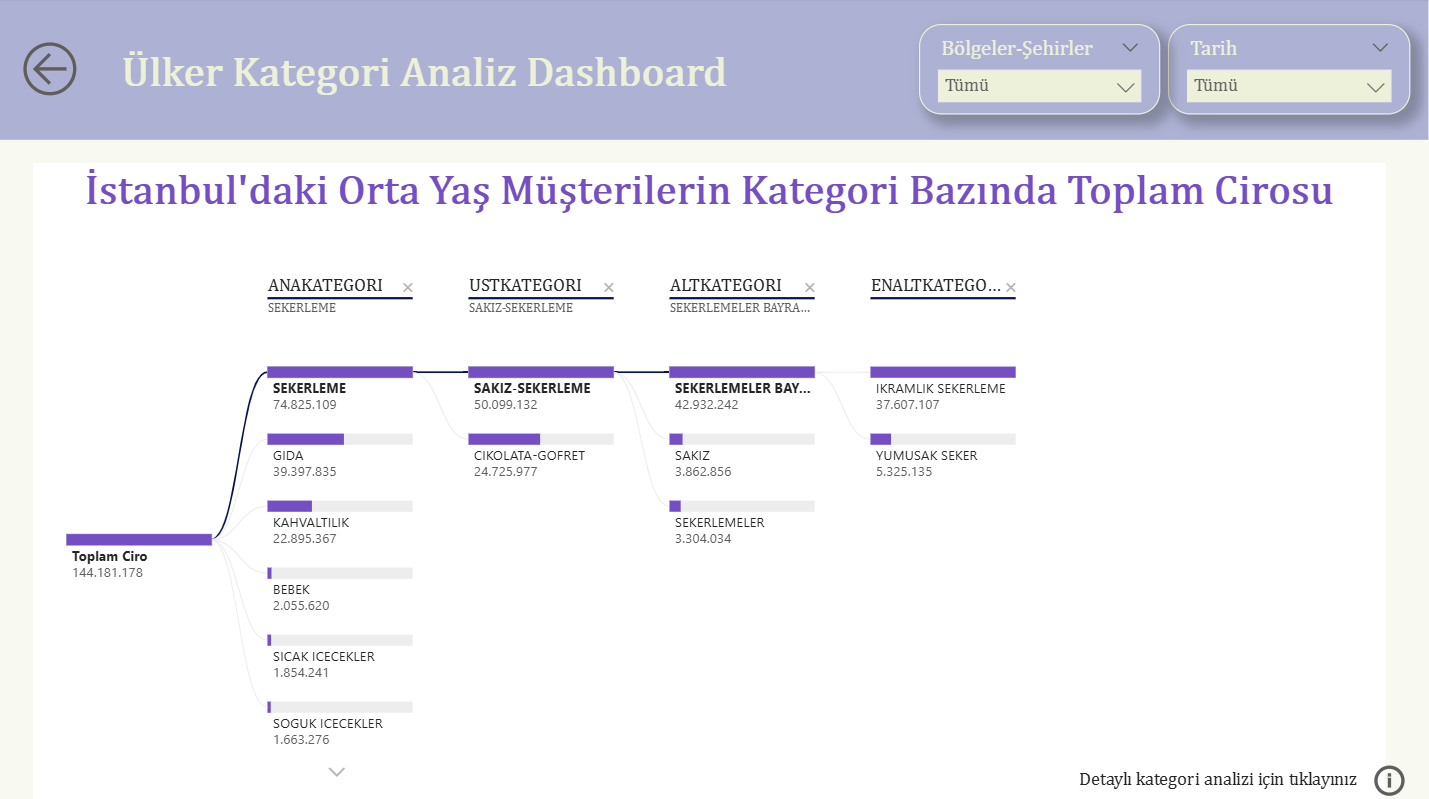 Ülker Kategori Analiz Dashboard
Bölgeler-Şehirler
Tümü
Tarih
Tümü
İstanbul'daki Orta Yaş Müşterilerin Kategori Bazında Toplam Cirosu
ANAKATEGORI
SEKERLEME
USTKATEGORI
SAKIZ-SEKERLEME
ALTKATEGORI
SEKERLEMELER BAYRA...
ENALTKATEGO...
Toplam Ciro
144.181.178
SEKERLEME
74.825.109
GIDA
39.397.835
KAHVALTILIK
22.895.367
BEBEK
2.055.620
SICAK ICECEKLER
1.854.241
SOGUK ICECEKLER
1.663.276
SAKIZ-SEKERLEME
50.099.132
CIKOLATA-GOFRET
24.725.977
SEKERLEMELER BAY...
42.932.242
SAKIZ
3.862.856
SEKERLEMELER
3.304.034
IKRAMLIK SEKERLEME
37.607.107
YUMUSAK SEKER
5.325.135
Detaylı kategori analizi için tıklayınız